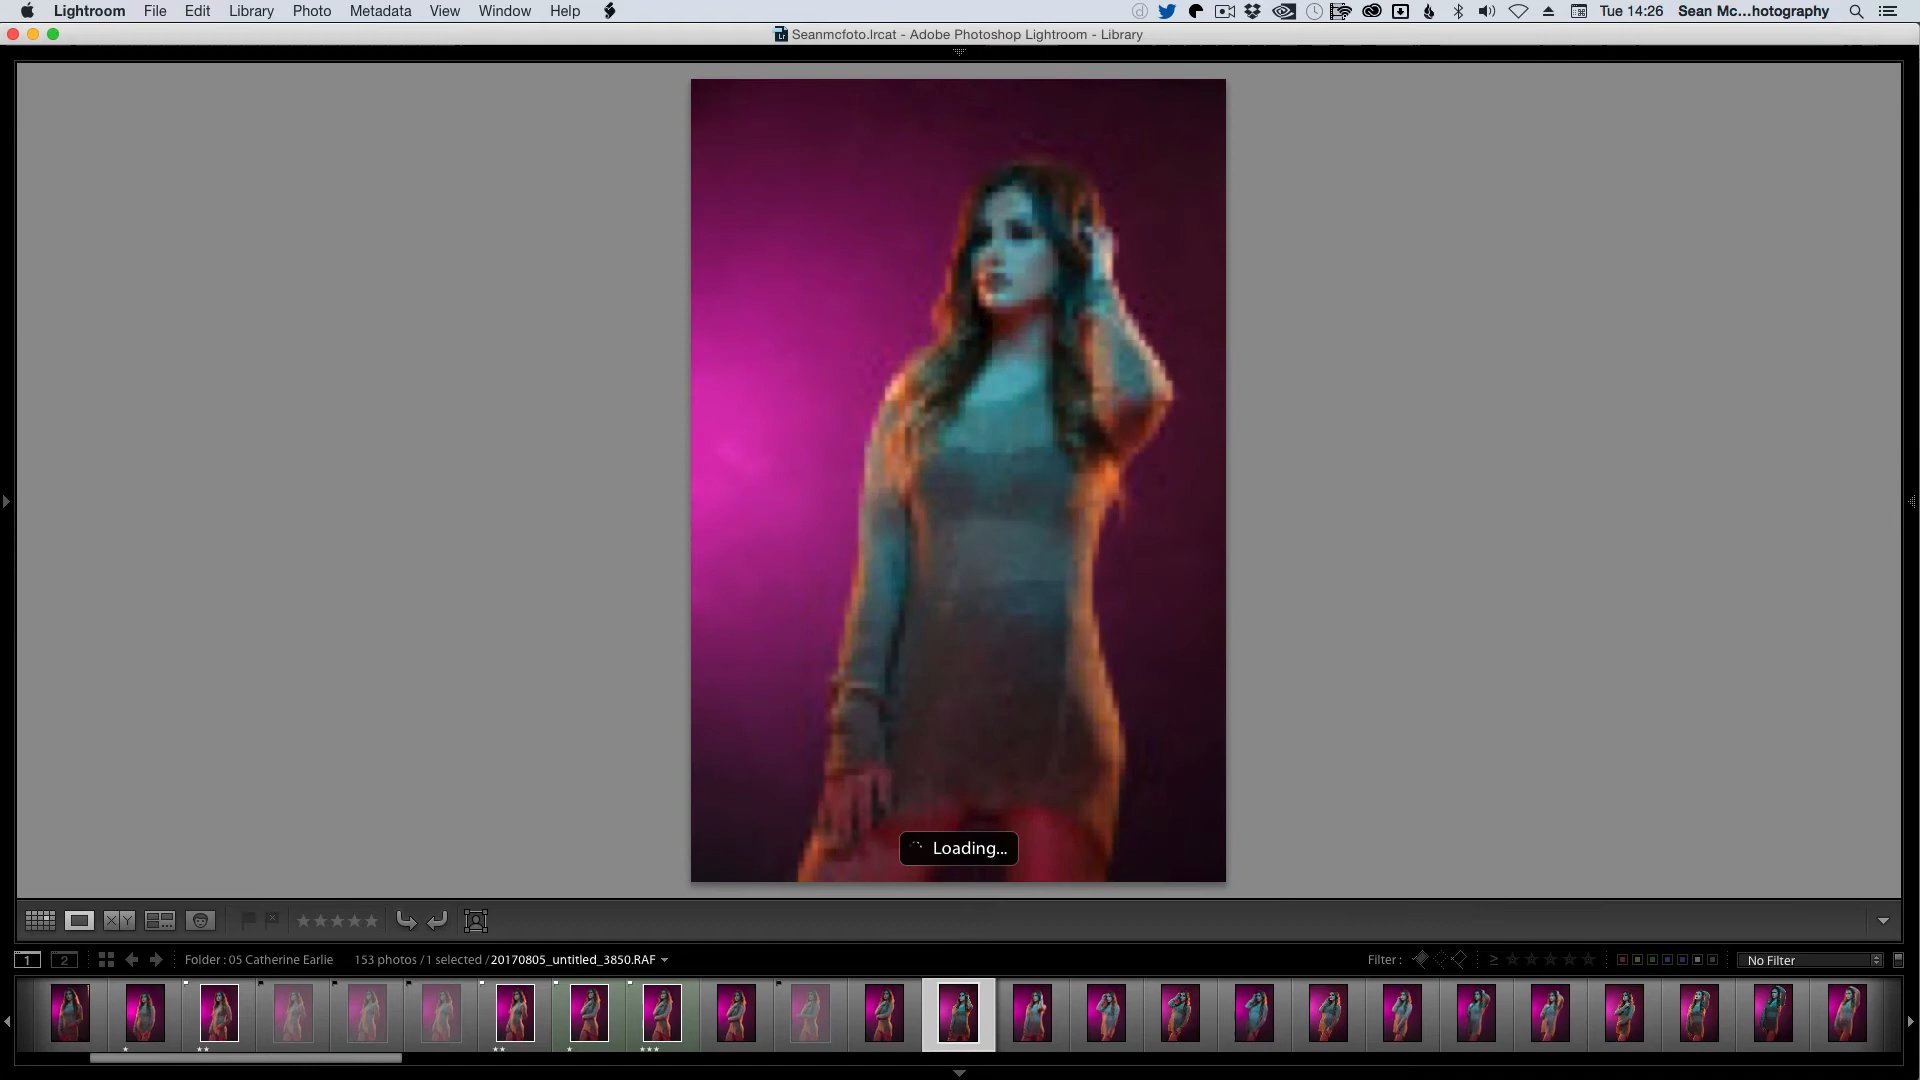 Lightroom File Edit Library Photo Metadata View Window Help Tue 14:26 Sean Mc...hotography
Seanmcfoto.lrcat - Adobe Photoshop Lightroom - Library
Loading...
XY
1 2 Folder : 05 Catherine Earlie 153 photos / 1 selected / 20170805_untitled_3850.RAF Filter : ≥ No Filter